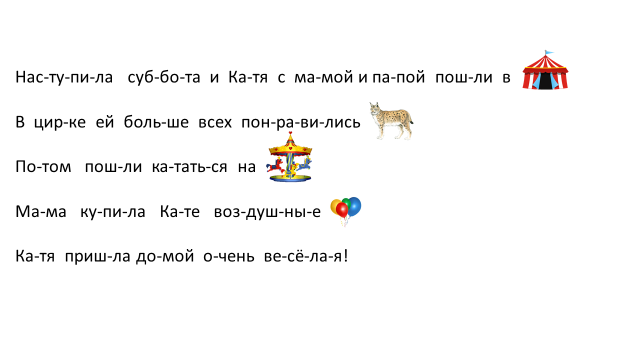 Нас-ту-пи-ла суб-бо-та и Ка-тя с ма-мой и па-пой пош-ли в
В цир-ке ей боль-ше всех пон-ра-ви-лись
По-том пош-ли ка-тать-ся на
Ма-ма ку-пи-ла Ка-те воз-душ-ны-е
Ка-тя приш-ла до-мой о-чень ве-сё-ла-я!